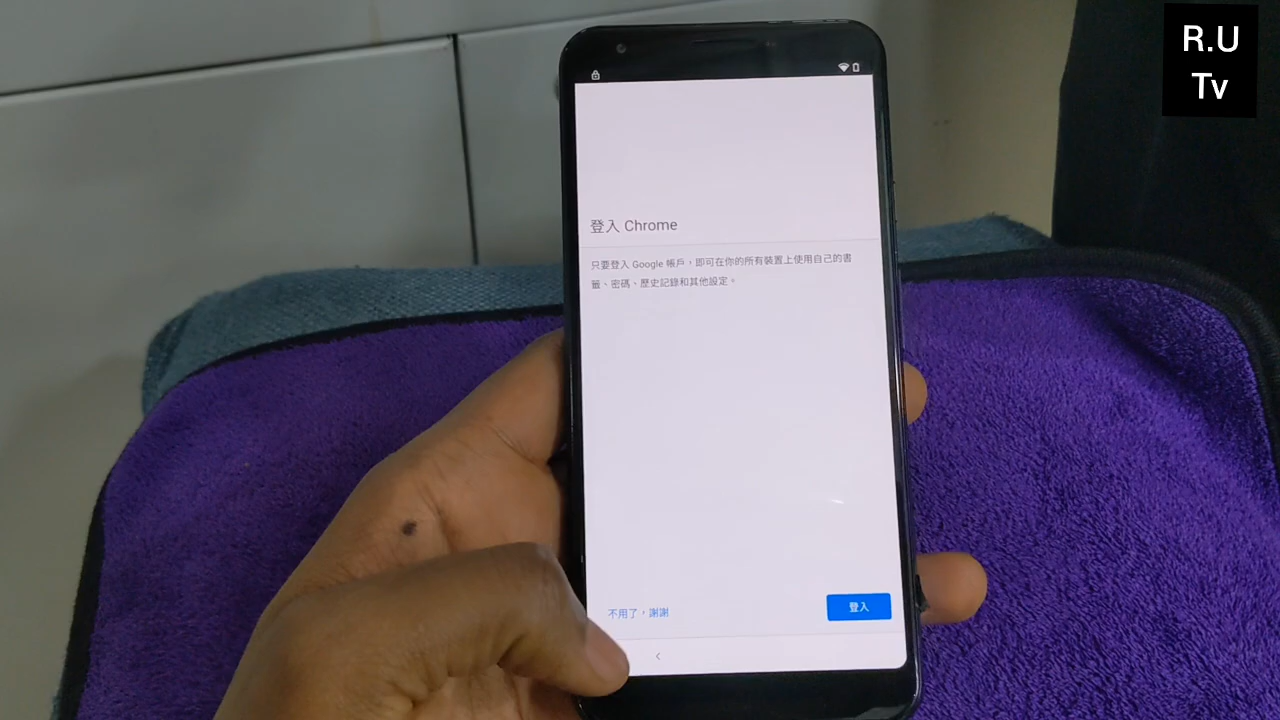 R.U
Tv
登入 Chrome
只要登入 Google 帳戶，即可在你的所有裝置上使用自己的書
籤、密碼、歷史記錄和其他設定。
不用了，謝謝
登入